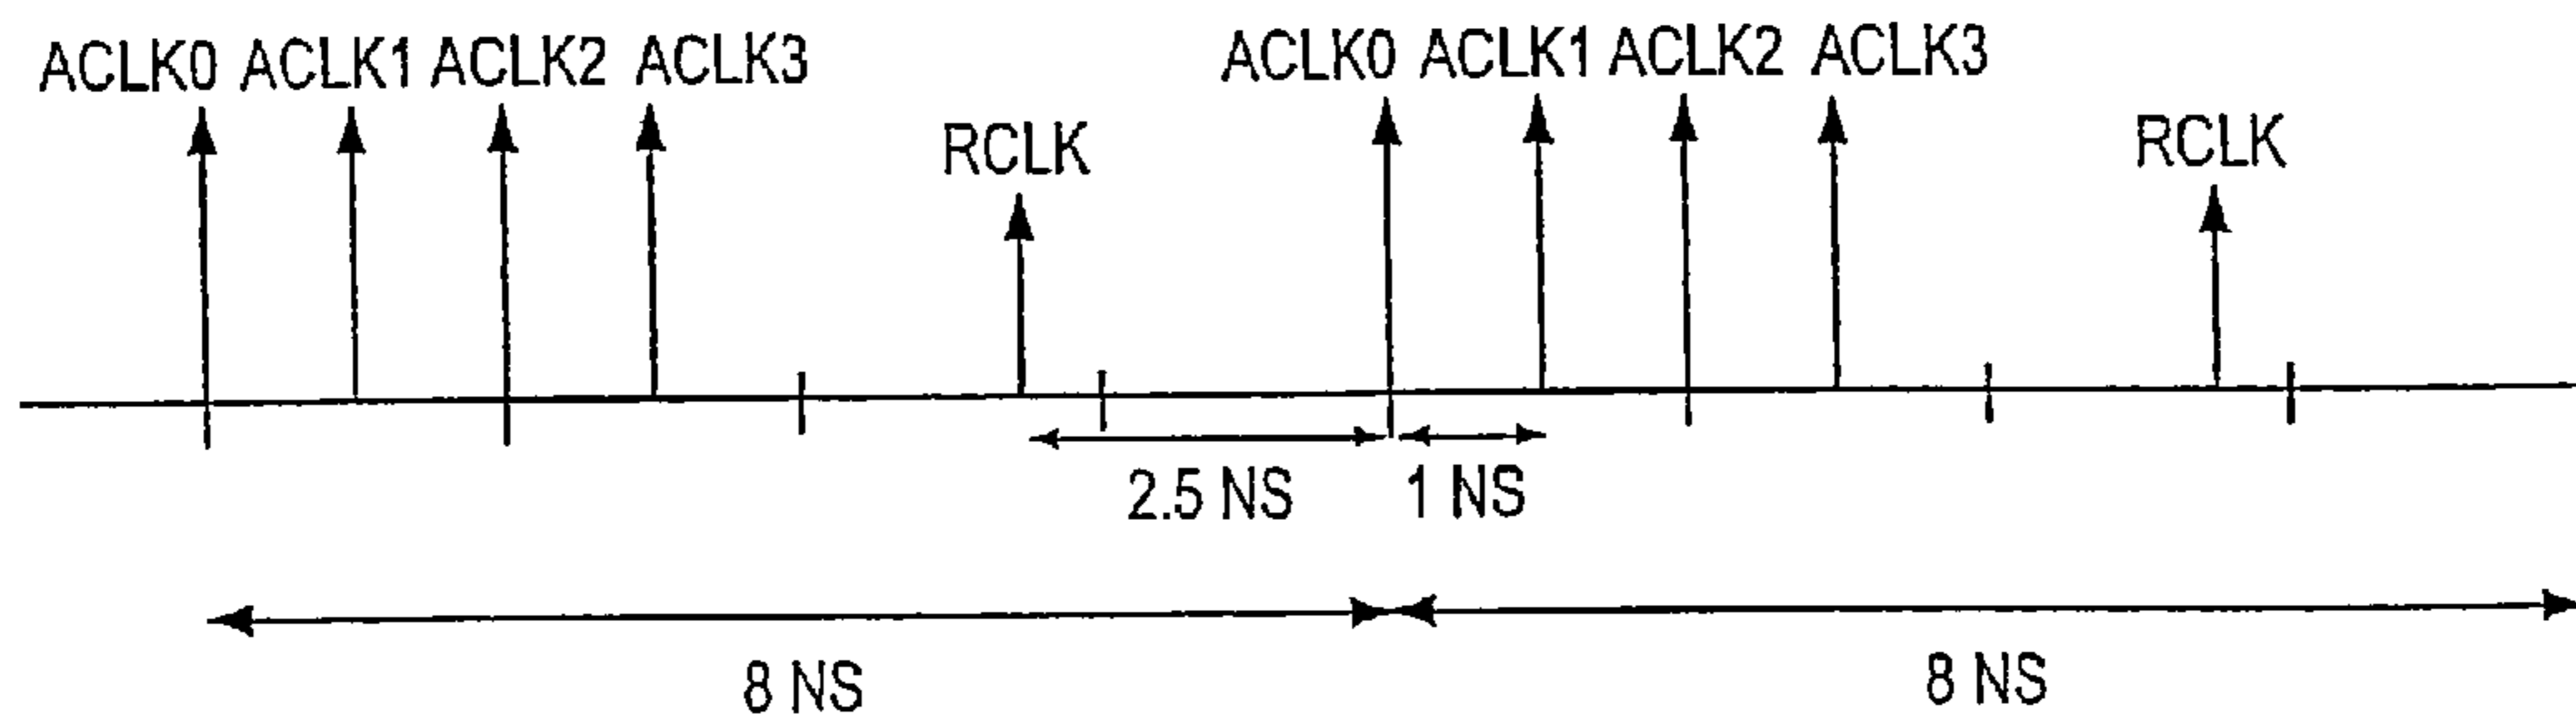 ACLK0 ACLK1 ACLK2 ACLK3 ACLK0 ACLK1 ACLK2 ACLK3
RCLK RCLK
2.5 NS 1 NS
8 NS 8 NS